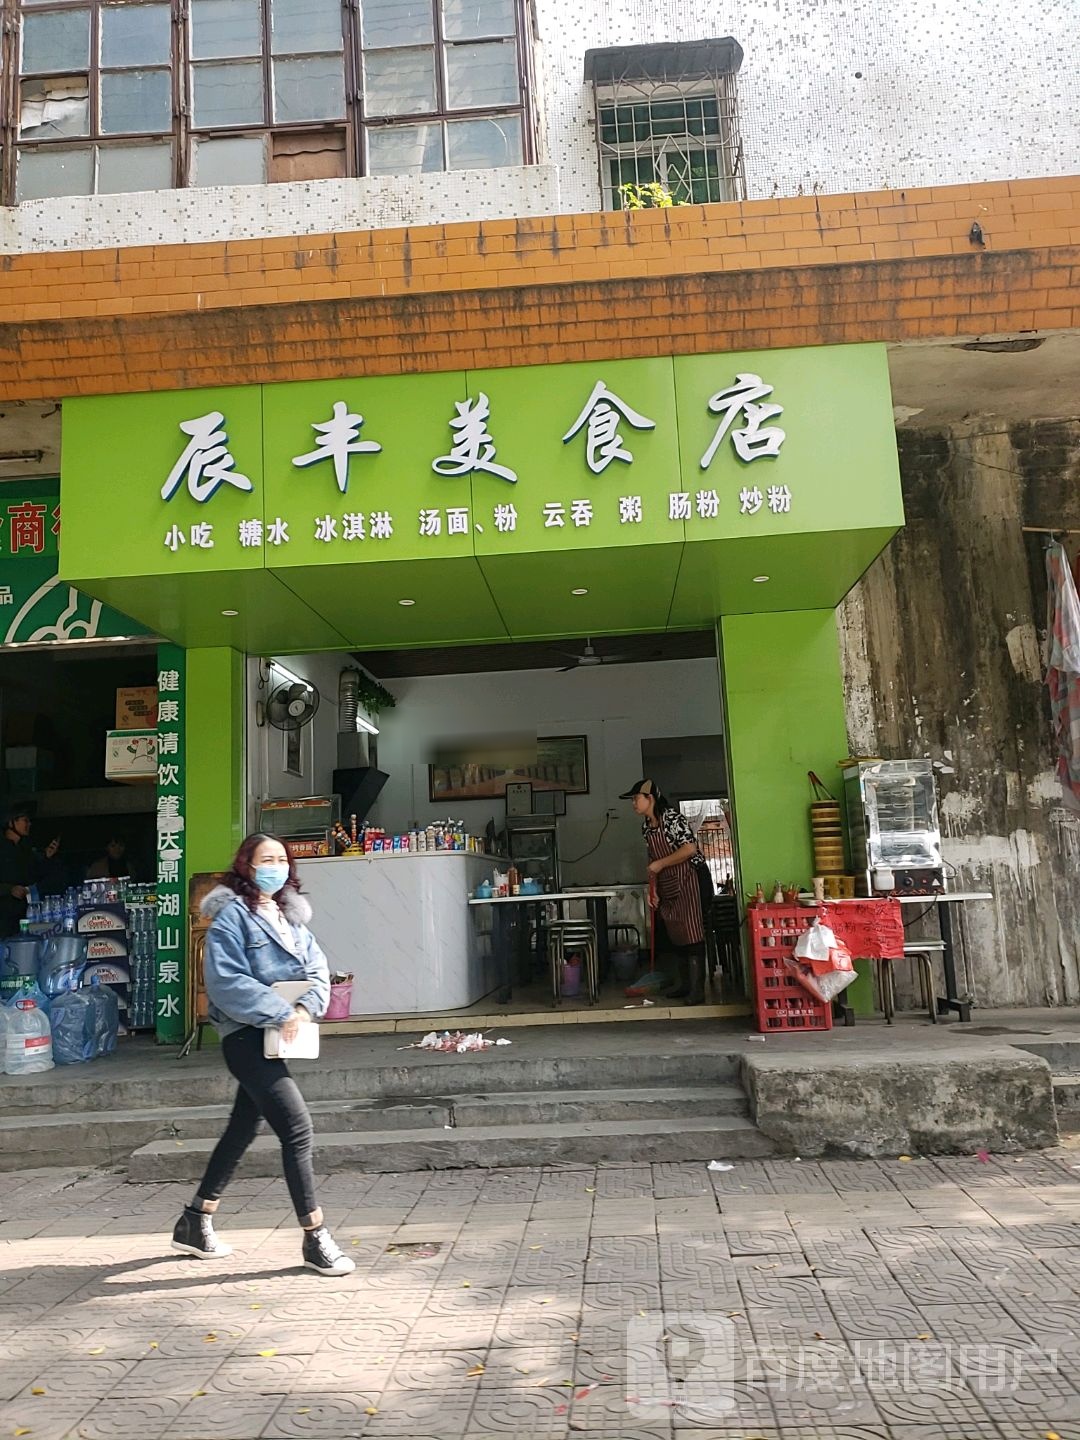 辰丰美食店
小吃 糖水 冰淇淋 汤面、粉 云吞 粥 肠粉 炒粉
商
品
健康请饮肇庆鼎湖山泉水
百度地图用户